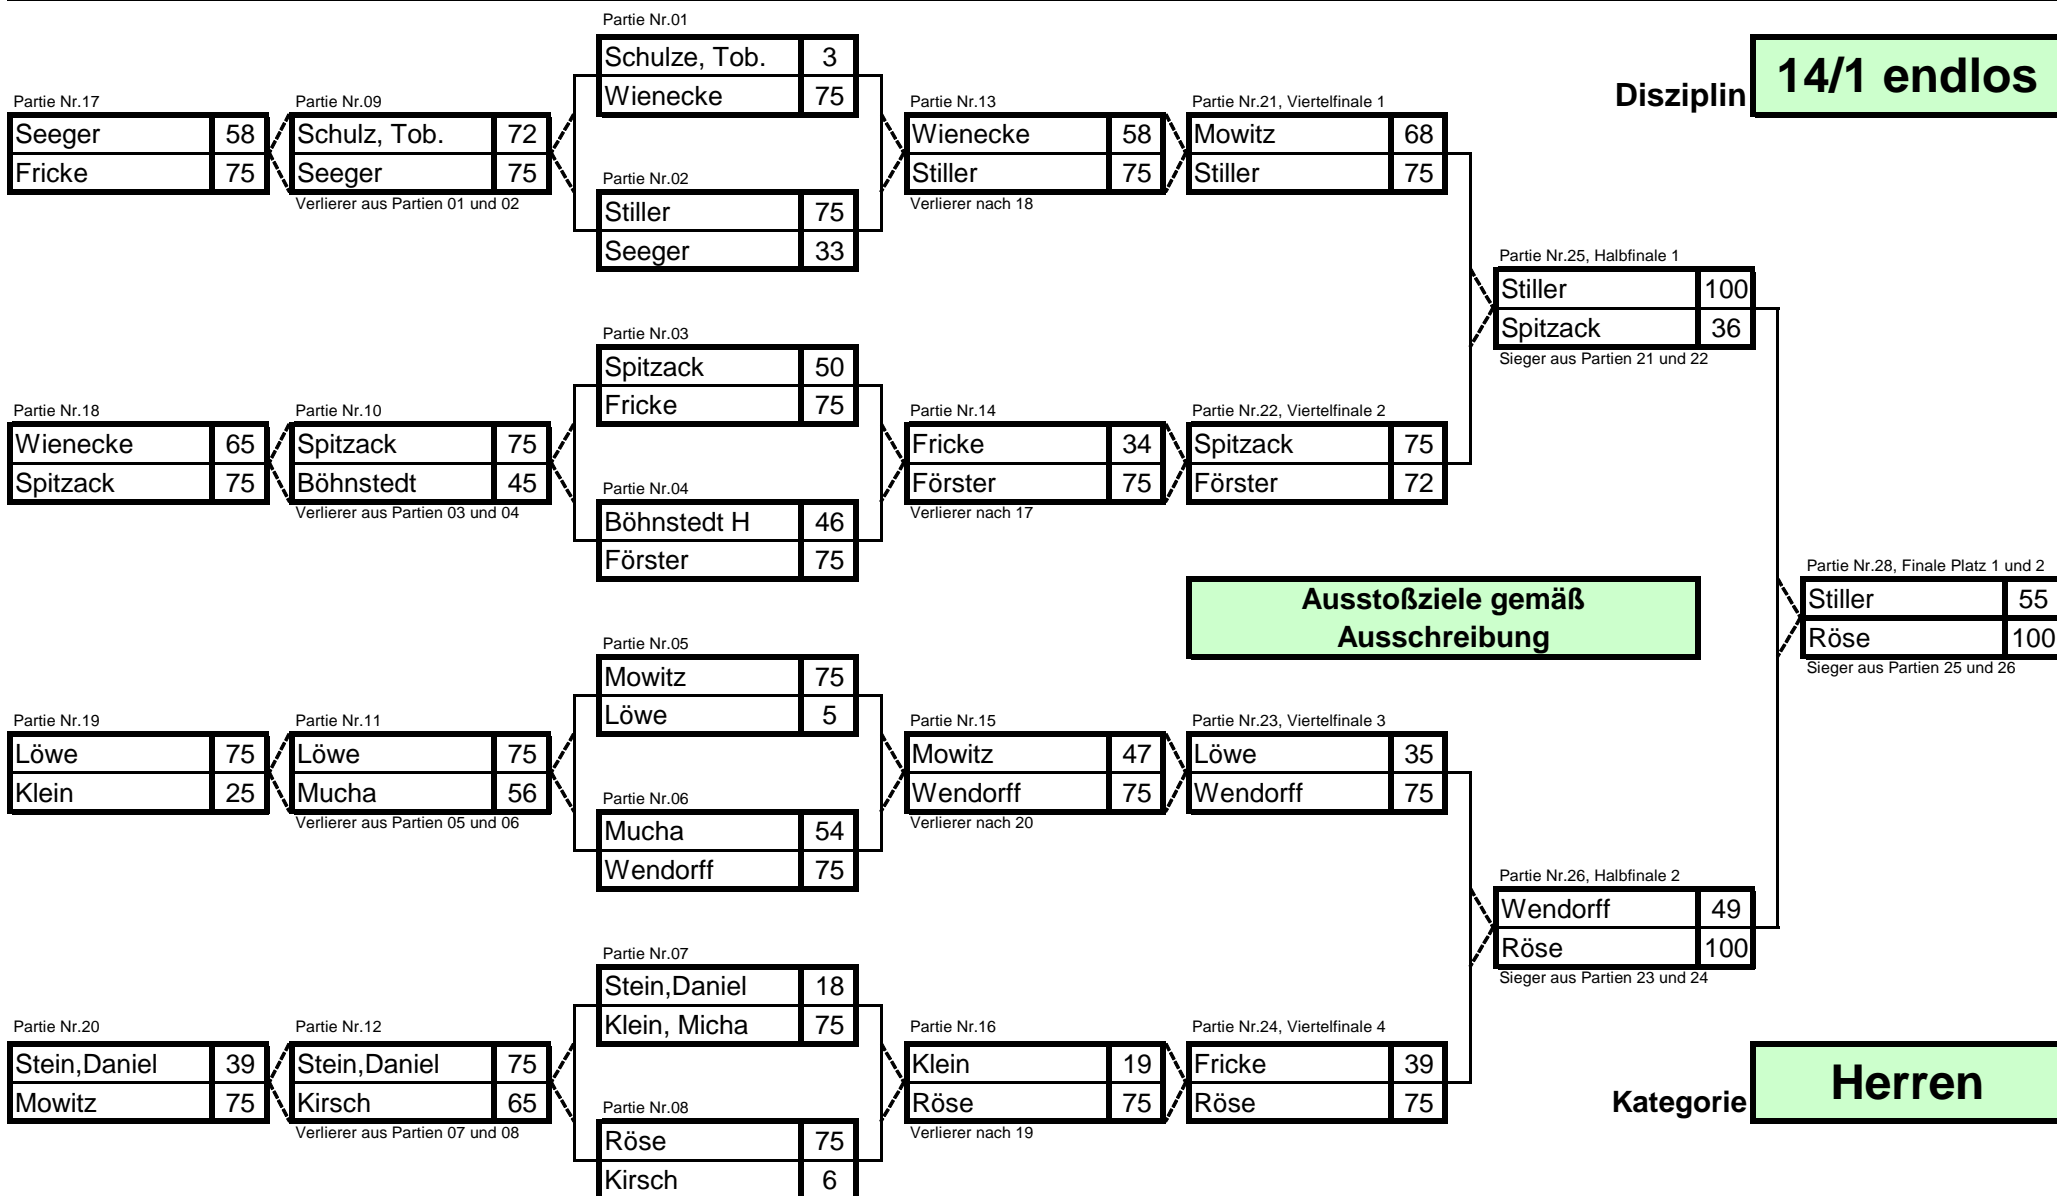 Partie Nr.01
Schulze, Tob. 3
Wienecke 75
Disziplin 14/1 endlos
Partie Nr.17
Seeger 58
Fricke 75
Partie Nr.09
Schulz, Tob. 72
Seeger 75
Verlierer aus Partien 01 und 02
Partie Nr.02
Stiller 75
Seeger 33
Partie Nr.13
Wienecke 58
Stiller 75
Verlierer nach 18
Partie Nr.21, Viertelfinale 1
Mowitz 68
Stiller 75
Partie Nr.25, Halbfinale 1
Stiller 100
Spitzack 36
Sieger aus Partien 21 und 22
Partie Nr.03
Spitzack 50
Fricke 75
Partie Nr.18
Wienecke 65
Spitzack 75
Partie Nr.10
Spitzack 75
Böhnstedt 45
Verlierer aus Partien 03 und 04
Partie Nr.04
Böhnstedt H 46
Förster 75
Partie Nr.14
Fricke 34
Förster 75
Verlierer nach 17
Partie Nr.22, Viertelfinale 2
Spitzack 75
Förster 72
Ausstoßziele gemäß
Ausschreibung
Partie Nr.28, Finale Platz 1 und 2
Stiller 55
Röse 100
Sieger aus Partien 25 und 26
Partie Nr.05
Mowitz 75
Löwe 5
Partie Nr.19
Löwe 75
Klein 25
Partie Nr.11
Löwe 75
Mucha 56
Verlierer aus Partien 05 und 06
Partie Nr.06
Mucha 54
Wendorff 75
Partie Nr.15
Mowitz 47
Wendorff 75
Verlierer nach 20
Partie Nr.23, Viertelfinale 3
Löwe 35
Wendorff 75
Partie Nr.26, Halbfinale 2
Wendorff 49
Röse 100
Sieger aus Partien 23 und 24
Partie Nr.07
Stein,Daniel 18
Klein, Micha 75
Partie Nr.20
Stein,Daniel 39
Mowitz 75
Partie Nr.12
Stein,Daniel 75
Kirsch 65
Verlierer aus Partien 07 und 08
Partie Nr.08
Röse 75
Kirsch 6
Partie Nr.16
Klein 19
Röse 75
Verlierer nach 19
Partie Nr.24, Viertelfinale 4
Fricke 39
Röse 75
Kategorie Herren